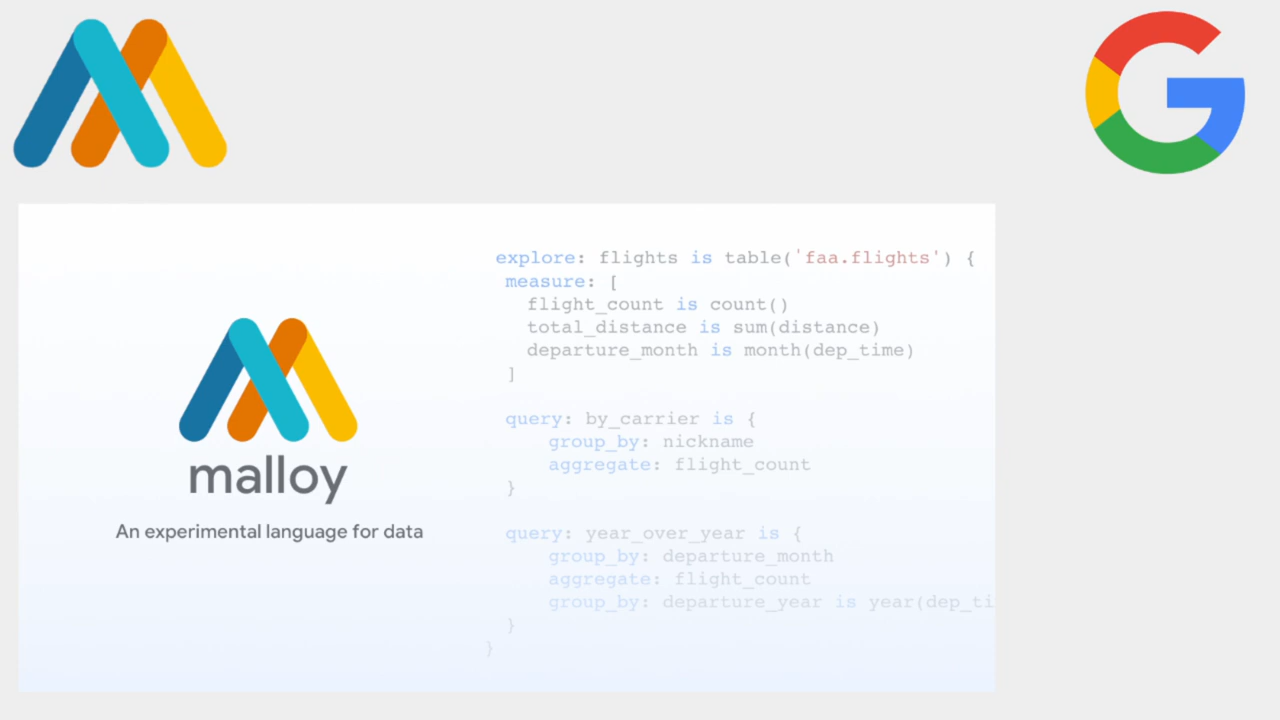 malloy
An experimental language for data
explore: flights is table('faa.flights') {
measure: [
flight_count is count()
total_distance is sum(distance)
departure_month is month(dep_time)
]
query: by_carrier is {
group_by: nickname
aggregate: flight_count
}
query: year_over_year is {
group_by: departure_month
aggregate: flight_count
group_by: departure_year is year(dep_ti
}
}